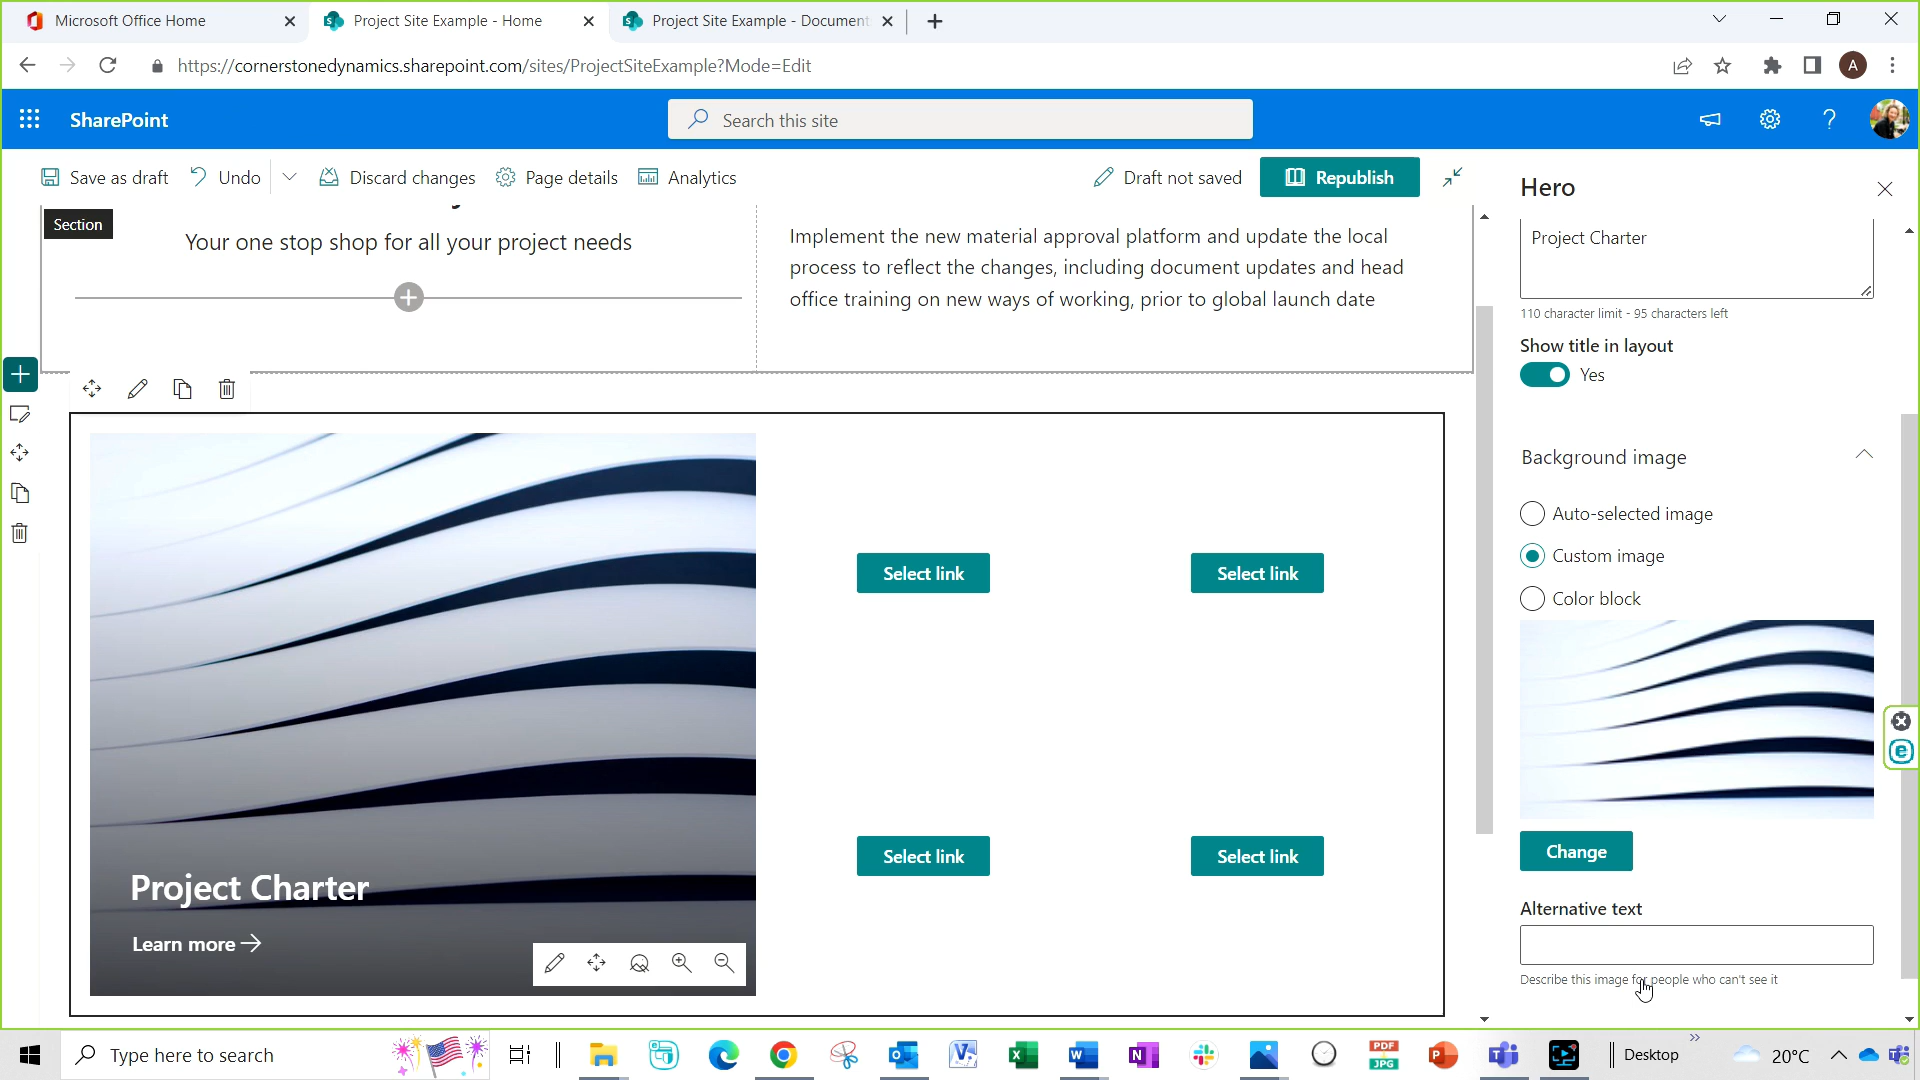 Microsoft Office Home
Project Site Example - Home
Project Site Example - Document
https://cornerstonedynamics.sharepoint.com/sites/ProjectSiteExample?Mode=Edit
A
SharePoint
Search this site
Save as draft
Undo
Discard changes
Page details
Analytics
Draft not saved
Republish
Section
Your one stop shop for all your project needs
Implement the new material approval platform and update the local
process to reflect the changes, including document updates and head
office training on new ways of working, prior to global launch date
Select link
Select link
Select link
Select link
Project Charter
Learn more
Hero
Project Charter
110 character limit - 95 characters left
Show title in layout
Yes
Background image
Auto-selected image
Custom image
Color block
Change
Alternative text
Describe this image for people who can't see it
Type here to search
PDF
JPG
Desktop
20°C